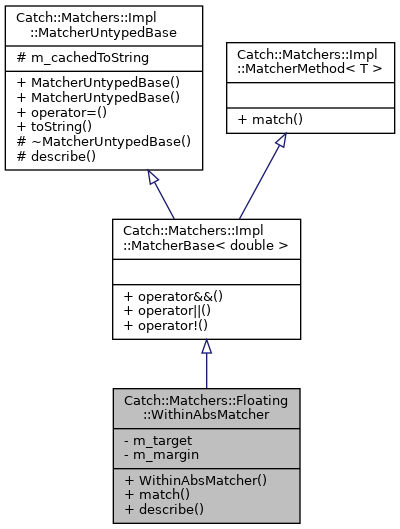 Catch::Matchers::Impl
::MatcherUntypedBase
# m_cachedToString
+ MatcherUntypedBase()
+ MatcherUntypedBase()
+ operator=()
+ toString()
# ~MatcherUntypedBase()
# describe()
Catch::Matchers::Impl
::MatcherMethod< T >
+ match()
Catch::Matchers::Impl
::MatcherBase< double >
+ operator&&()
+ operator||()
+ operator!()
Catch::Matchers::Floating
::WithinAbsMatcher
- m_target
- m_margin
+ WithinAbsMatcher()
+ match()
+ describe()